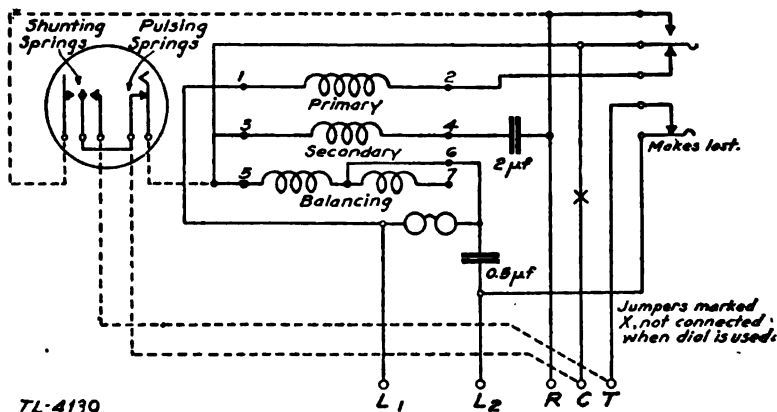 Shunting Springs
Pulsing Springs
1
2
Primary
3
4
Secondary
2μf
6
5
7
Balancing
Makes last.
0.5μf
X
Jumpers marked
X, not connected
when dial is used.
L1
L2
R
C
T
TL-4139